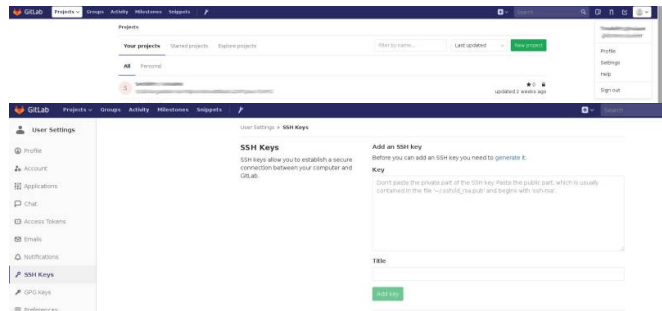 GitLab Projects Groups Activity Milestones Snippets Search
Projects
Your projects Starred projects Explore projects Filter by name... Last updated New project
All Personal
S
0
updated 2 weeks ago
Profile
Settings
Help
Sign out
GitLab Projects Groups Activity Milestones Snippets Search
User Settings
Profile
Account
Applications
Chat
Access Tokens
Emails
Notifications
SSH Keys
GPG Keys
Preferences
User Settings > SSH Keys
SSH Keys
SSH keys allow you to establish a secure
connection between your computer and
GitLab.
Add an SSH key
Before you can add an SSH key you need to generate it.
Key
Don't paste the private part of the SSH key. Paste the public part, which is usually
contained in the file '~/.ssh/id_rsa.pub' and begins with 'ssh-rsa'.
Title
Add key